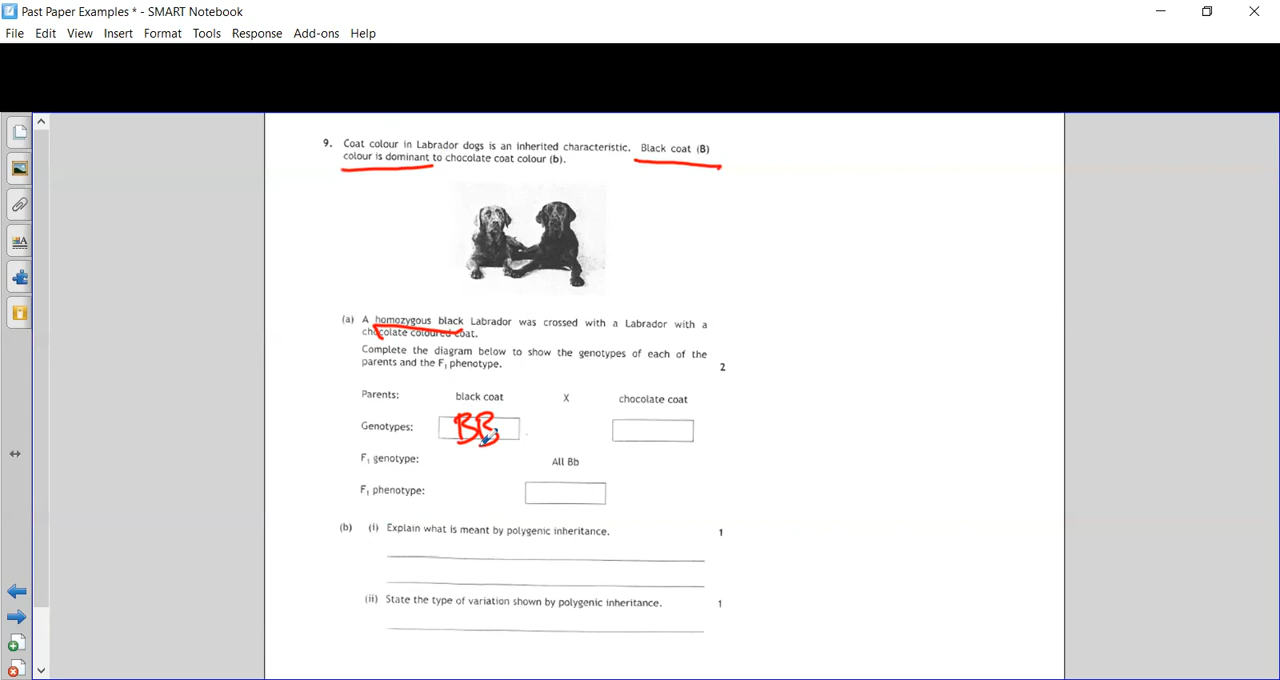 Past Paper Examples * - SMART Notebook
File Edit View Insert Format Tools Response Add-ons Help
9. Coat colour in Labrador dogs is an inherited characteristic. Black coat (B)
colour is dominant to chocolate coat colour (b).
(a) A homozygous black Labrador was crossed with a Labrador with a
chocolate coloured coat.
Complete the diagram below to show the genotypes of each of the
parents and the F₁ phenotype.
2
Parents: black coat X chocolate coat
Genotypes: BB
F₁ genotype: All Bb
F₁ phenotype:
(b) (i) Explain what is meant by polygenic inheritance. 1
(ii) State the type of variation shown by polygenic inheritance. 1